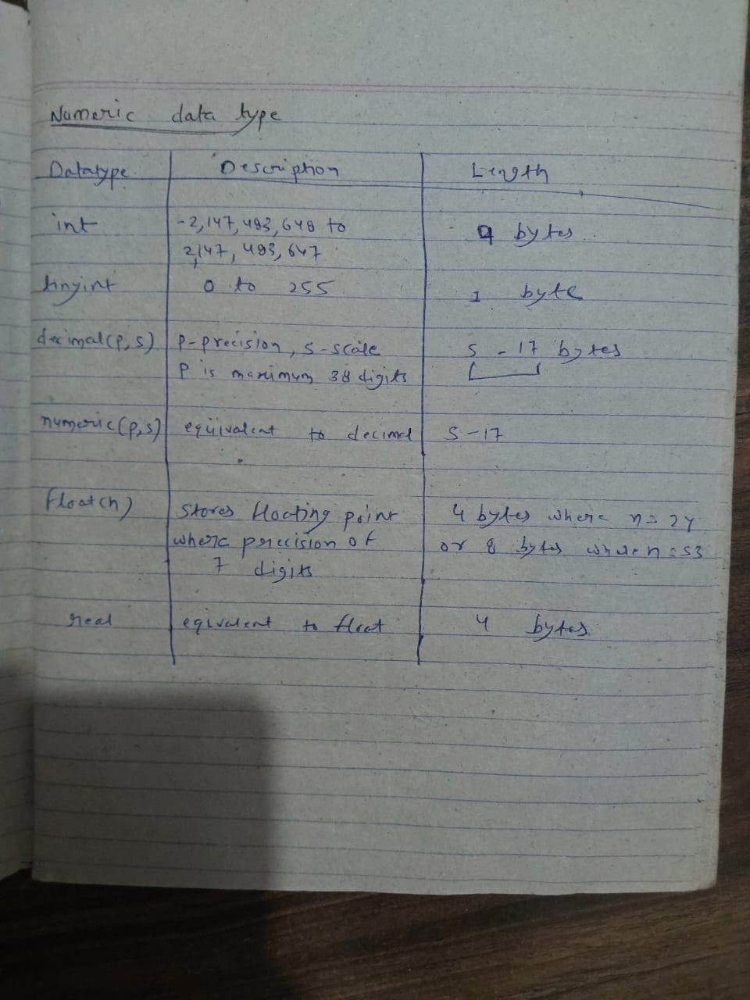 Numeric data type
Datatype Description Length
int -2,147,483,648 to 4 bytes
2,147,483,647
tinyint 0 to 255 1 byte
decimal(p,s) p-precision, s-scale 5 - 17 bytes
P is maximum 38 digits
numeric(p,s) equivalent to decimal 5-17
float(n) stores floating point 4 bytes where n=24
where precision of or 8 bytes where n=53
7 digits
real eqivalent to float 4 bytes